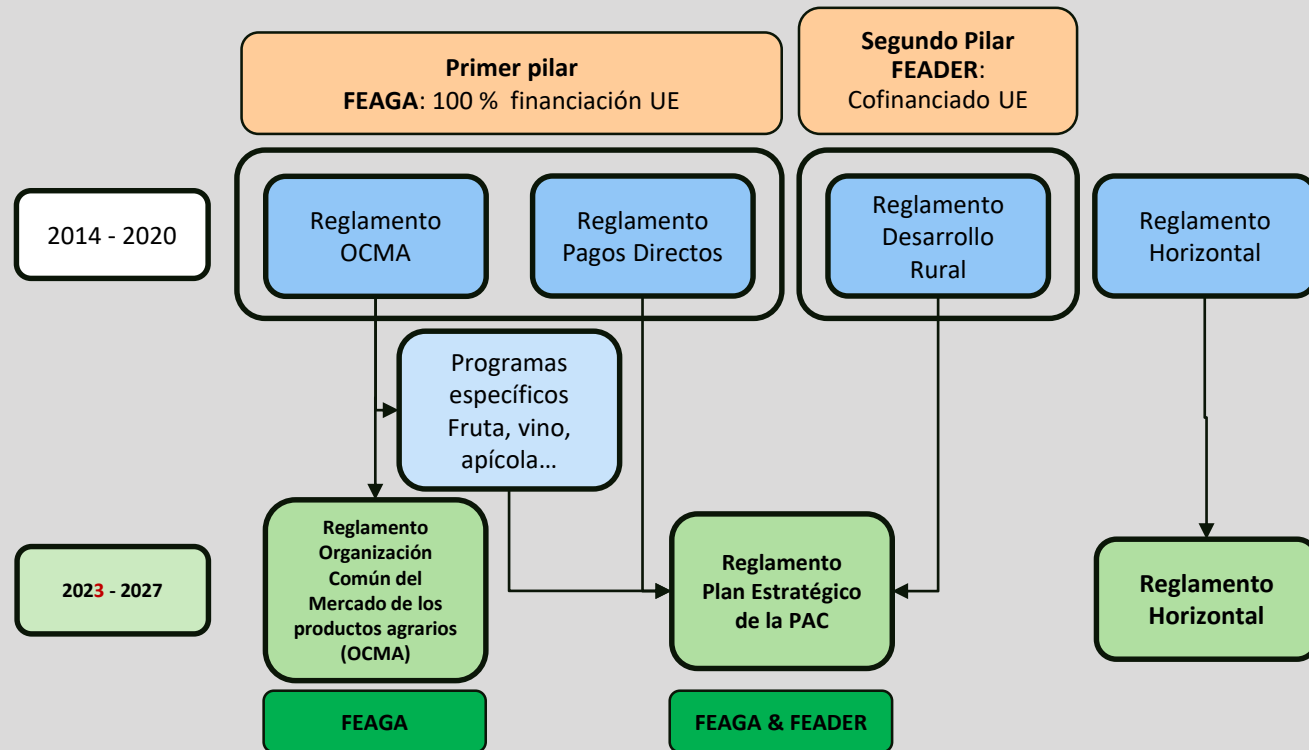 Primer pilar
FEAGA: 100 % financiación UE
Segundo Pilar
FEADER:
Cofinanciado UE
2014 - 2020
Reglamento
OCMA
Reglamento
Pagos Directos
Reglamento
Desarrollo
Rural
Reglamento
Horizontal
Programas
específicos
Fruta, vino,
apícola...
2023 - 2027
Reglamento
Organización
Común del
Mercado de los
productos agrarios
(OCMA)
Reglamento
Plan Estratégico
de la PAC
Reglamento
Horizontal
FEAGA
FEAGA & FEADER